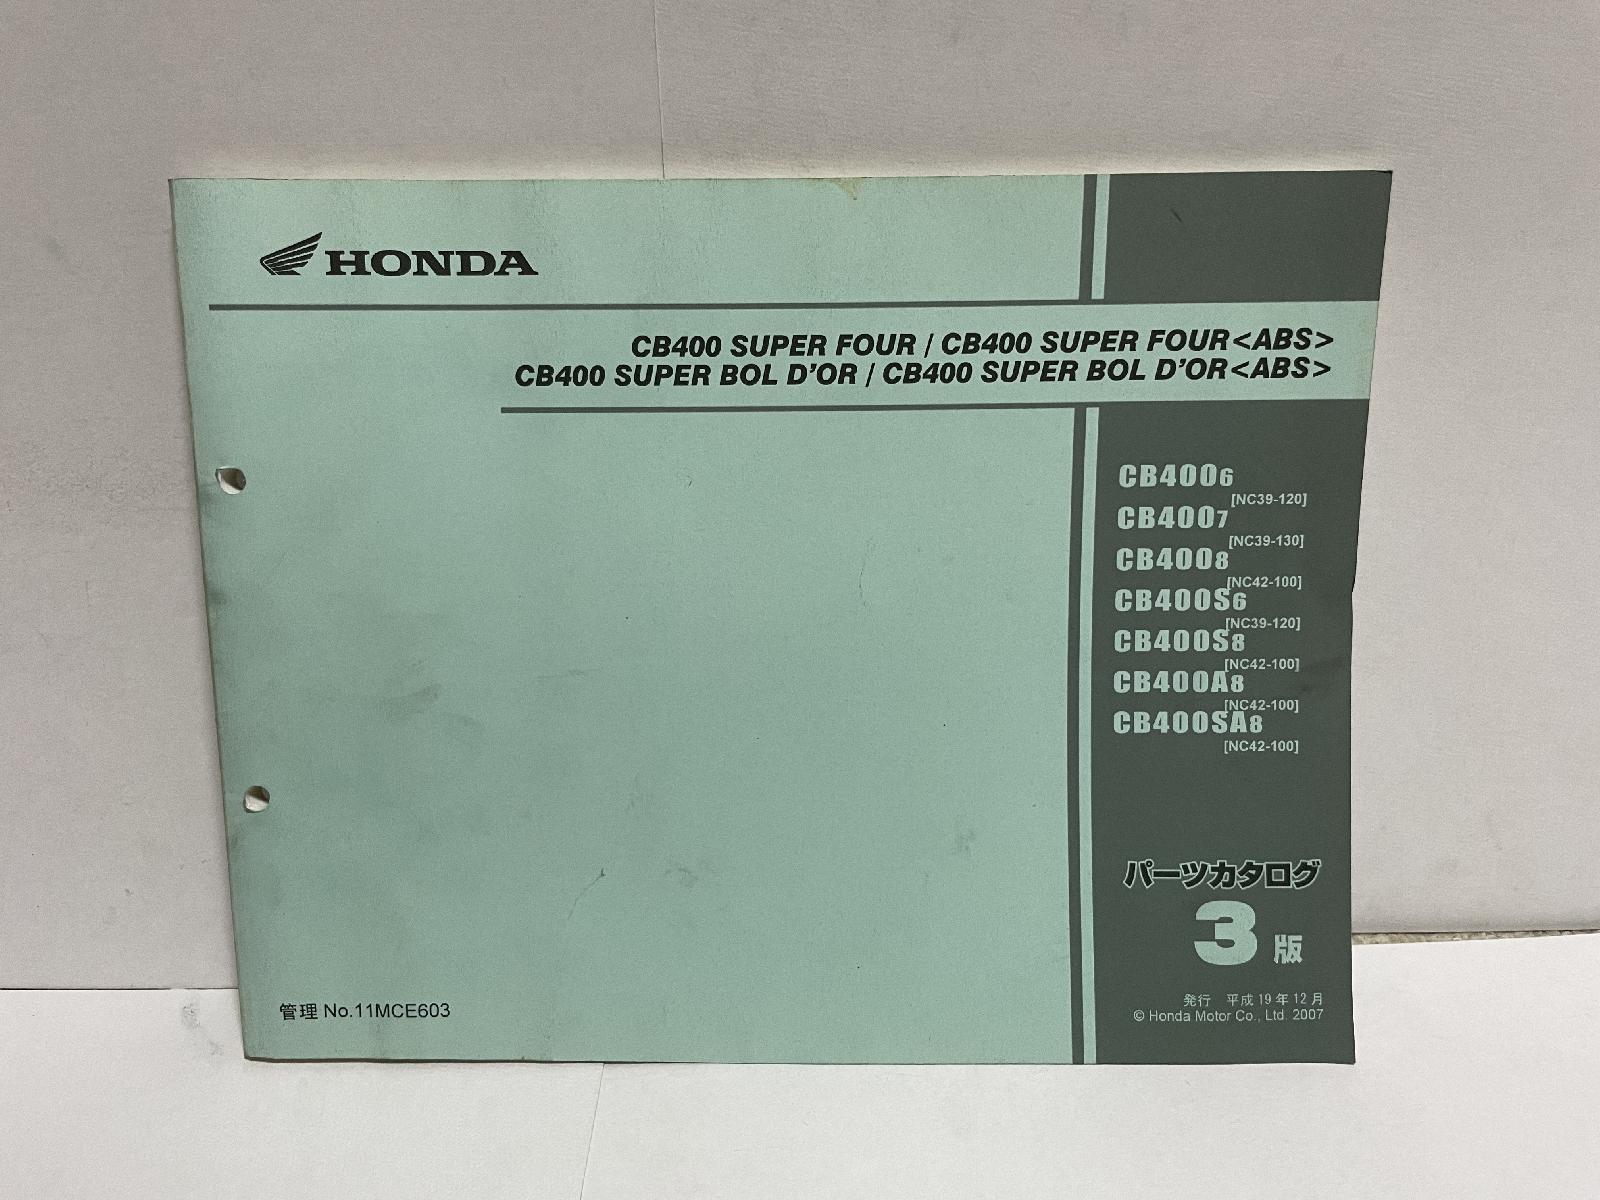 HONDA
CB400 SUPER FOUR / CB400 SUPER FOUR<ABS>
CB400 SUPER BOL D'OR / CB400 SUPER BOL D'OR<ABS>
CB4006
[NC39-120]
CB4007
[NC39-130]
CB4008
[NC42-100]
CB400S6
[NC39-120]
CB400S8
[NC42-100]
CB400A8
[NC42-100]
CB400SA8
[NC42-100]
パーツカタログ
3版
発行 平成19年12月
© Honda Motor Co., Ltd. 2007
管理 No.11MCE603